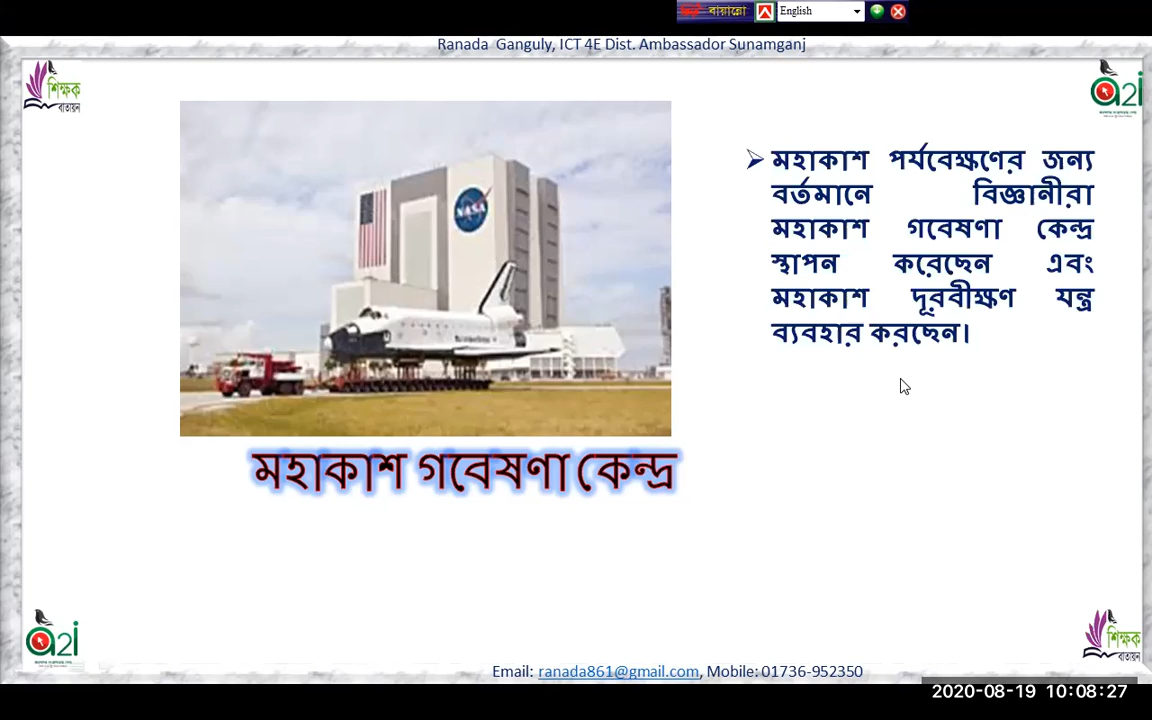 বায়ান্নো
English
Ranada Ganguly, ICT 4E Dist. Ambassador Sunamganj
শিক্ষক
বাতায়ন
a2i
NASA
➢ মহাকাশ পর্যবেক্ষণের জন্য
বর্তমানে বিজ্ঞানীরা
মহাকাশ গবেষণা কেন্দ্র
স্থাপন করেছেন এবং
মহাকাশ দূরবীক্ষণ যন্ত্র
ব্যবহার করছেন।
মহাকাশ গবেষণা কেন্দ্র
a2i
শিক্ষক
বাতায়ন
Email: ranada861@gmail.com, Mobile: 01736-952350
2020-08-19 10:08:27